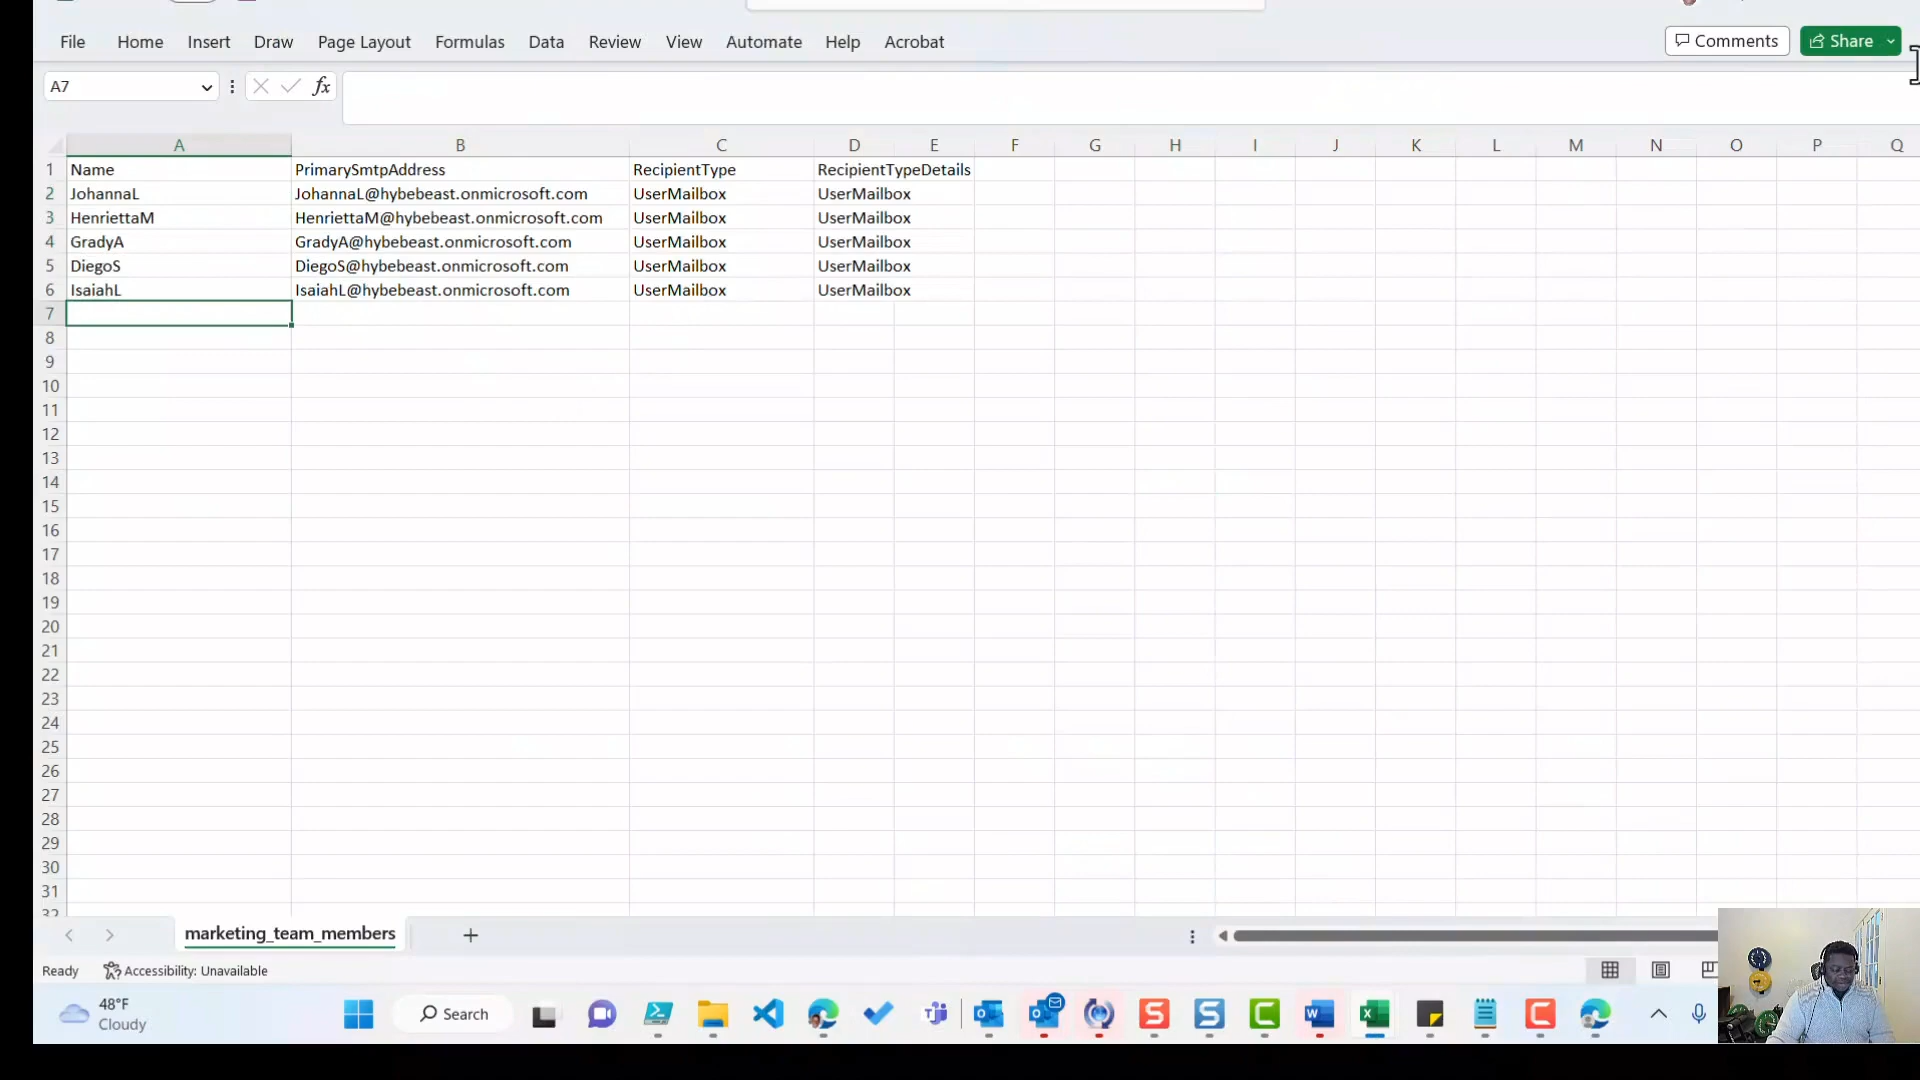 File Home Insert Draw Page Layout Formulas Data Review View Automate Help Acrobat Comments Share
A7 fx
A B C D E F G H I J K L M N O P Q
1 Name PrimarySmtpAddress RecipientType RecipientTypeDetails
2 JohannaL JohannaL@hybebeast.onmicrosoft.com UserMailbox UserMailbox
3 HenriettaM HenriettaM@hybebeast.onmicrosoft.com UserMailbox UserMailbox
4 GradyA GradyA@hybebeast.onmicrosoft.com UserMailbox UserMailbox
5 DiegoS DiegoS@hybebeast.onmicrosoft.com UserMailbox UserMailbox
6 IsaiahL IsaiahL@hybebeast.onmicrosoft.com UserMailbox UserMailbox
7
8
9
10
11
12
13
14
15
16
17
18
19
20
21
22
23
24
25
26
27
28
29
30
31
32
marketing_team_members
Ready Accessibility: Unavailable
48°F
Cloudy
Search